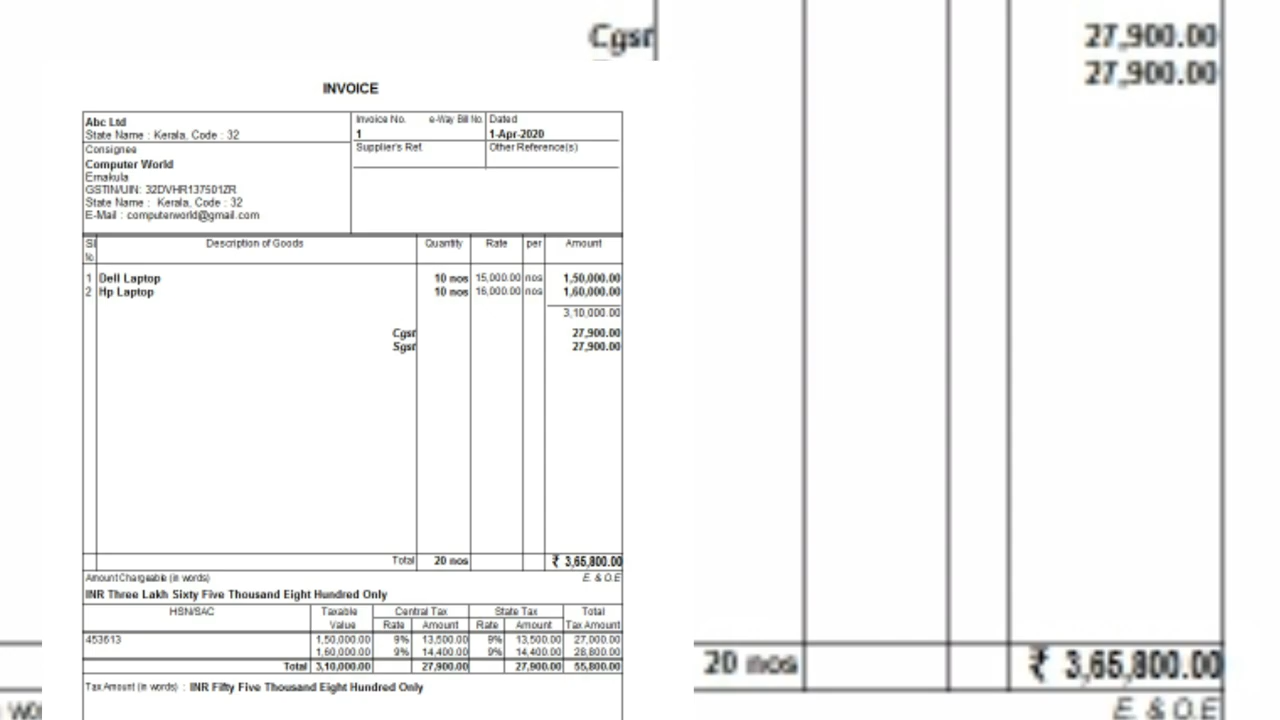 Cgst
27,900.00
27,900.00
INVOICE
Abc Ltd
State Name : Kerala, Code : 32
Invoice No. e-Way Bill No. Dated
1 1-Apr-2020
Supplier's Ref. Other Reference(s)
Consignee
Computer World
Ernakula
GSTIN/UIN: 32DVHR137501ZR
State Name : Kerala, Code : 32
E-Mail : computerworld@gmail.com
Sl Description of Goods Quantity Rate per Amount
No.
1 Dell Laptop 10 nos 15,000.00 nos 1,50,000.00
2 Hp Laptop 10 nos 16,000.00 nos 1,60,000.00
3,10,000.00
Cgst 27,900.00
Sgst 27,900.00
Total 20 nos ₹ 3,65,800.00
Amount Chargeable (in words) E. & O.E
INR Three Lakh Sixty Five Thousand Eight Hundred Only
HSN/SAC Taxable Central Tax State Tax Total
Value Rate Amount Rate Amount Tax Amount
453613 1,50,000.00 9% 13,500.00 9% 13,500.00 27,000.00
1,60,000.00 9% 14,400.00 9% 14,400.00 28,800.00
Total 3,10,000.00 27,900.00 27,900.00 55,800.00
Tax Amount (in words) : INR Fifty Five Thousand Eight Hundred Only
20 nos ₹ 3,65,800.00
E. & O.E